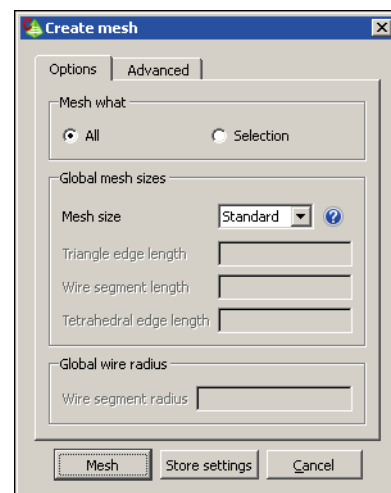 Create mesh
Options Advanced
Mesh what
All Selection
Global mesh sizes
Mesh size Standard ?
Triangle edge length
Wire segment length
Tetrahedral edge length
Global wire radius
Wire segment radius
Mesh Store settings Cancel